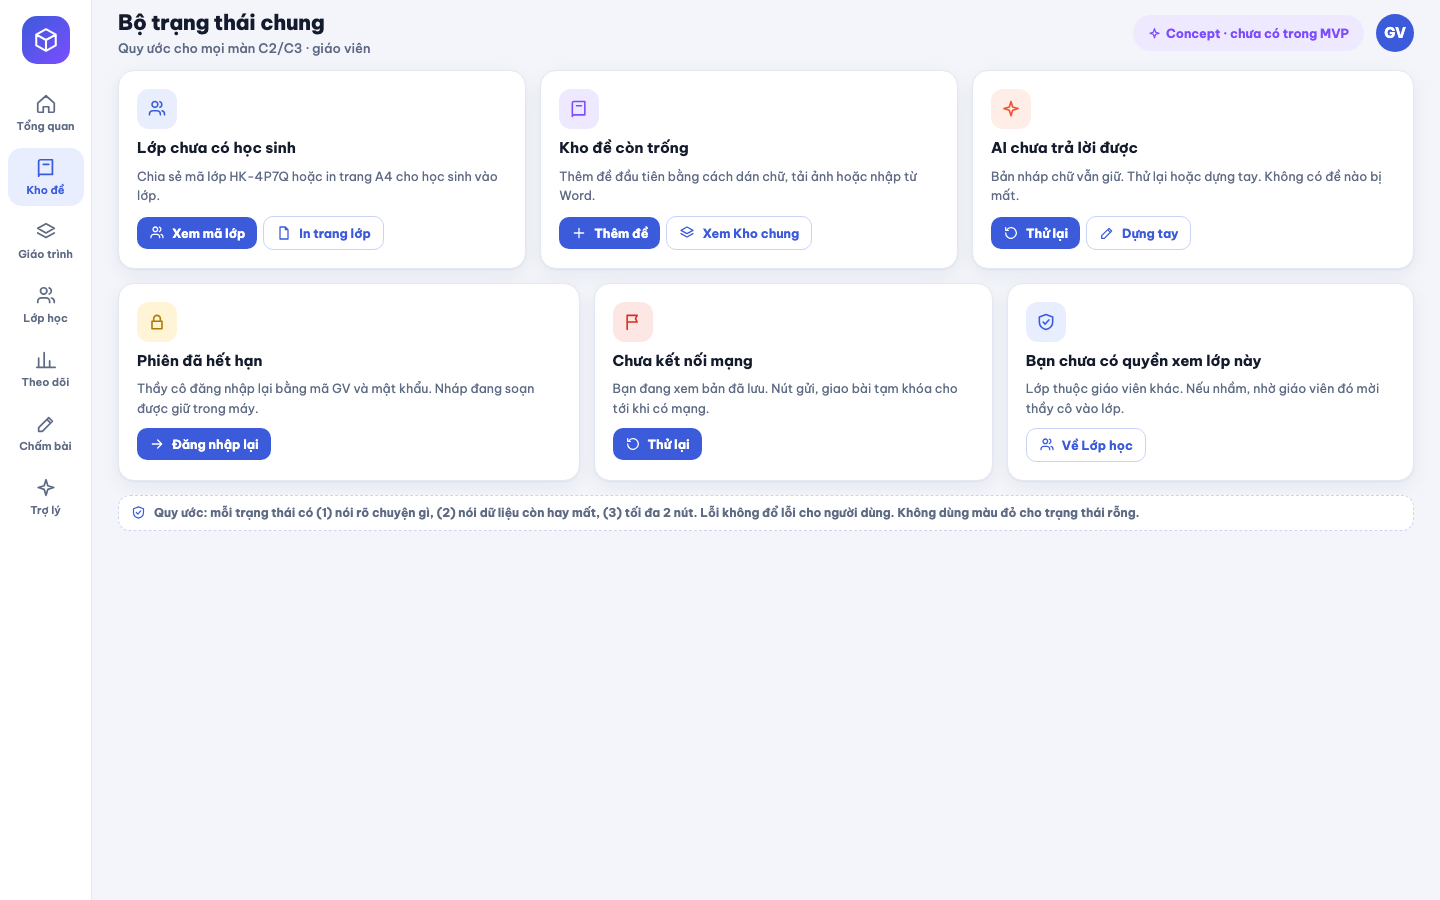 Bộ trạng thái chung
Quy ước cho mọi màn C2/C3 · giáo viên
Concept · chưa có trong MVP
GV
Tổng quan
Kho đề
Giáo trình
Lớp học
Theo dõi
Chấm bài
Trợ lý
Lớp chưa có học sinh
Chia sẻ mã lớp HK-4P7Q hoặc in trang A4 cho học sinh vào
lớp.
Xem mã lớp
In trang lớp
Kho đề còn trống
Thêm đề đầu tiên bằng cách dán chữ, tải ảnh hoặc nhập từ
Word.
Thêm đề
Xem Kho chung
AI chưa trả lời được
Bản nháp chữ vẫn giữ. Thử lại hoặc dựng tay. Không có đề nào bị
mất.
Thử lại
Dựng tay
Phiên đã hết hạn
Thầy cô đăng nhập lại bằng mã GV và mật khẩu. Nháp đang soạn
được giữ trong máy.
Đăng nhập lại
Chưa kết nối mạng
Bạn đang xem bản đã lưu. Nút gửi, giao bài tạm khóa cho
tới khi có mạng.
Thử lại
Bạn chưa có quyền xem lớp này
Lớp thuộc giáo viên khác. Nếu nhầm, nhờ giáo viên đó mời
thầy cô vào lớp.
Về Lớp học
Quy ước: mỗi trạng thái có (1) nói rõ chuyện gì, (2) nói dữ liệu còn hay mất, (3) tối đa 2 nút. Lỗi không đổ lỗi cho người dùng. Không dùng màu đỏ cho trạng thái rỗng.